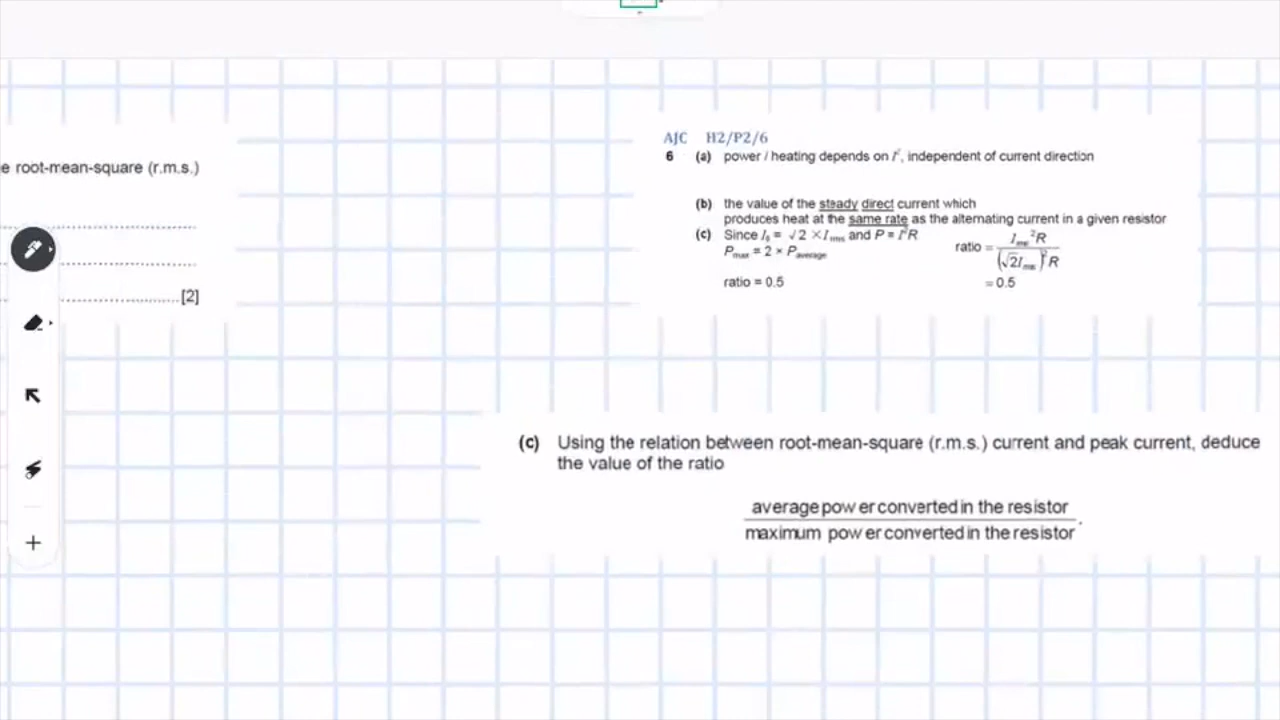 e root-mean-square (r.m.s.)
[2]
AJC H2/P2/6
6 (a) power / heating depends on I², independent of current direction
(b) the value of the steady direct current which
produces heat at the same rate as the alternating current in a given resistor
(c) Since I₀ = √2 × Iᵣₘₛ and P = I²R
Pmax = 2 × Paverage
ratio = 0.5
ratio = Irms²R / (√2Irms)²R
= 0.5
(c) Using the relation between root-mean-square (r.m.s.) current and peak current, deduce
the value of the ratio
average power converted in the resistor
maximum power converted in the resistor.